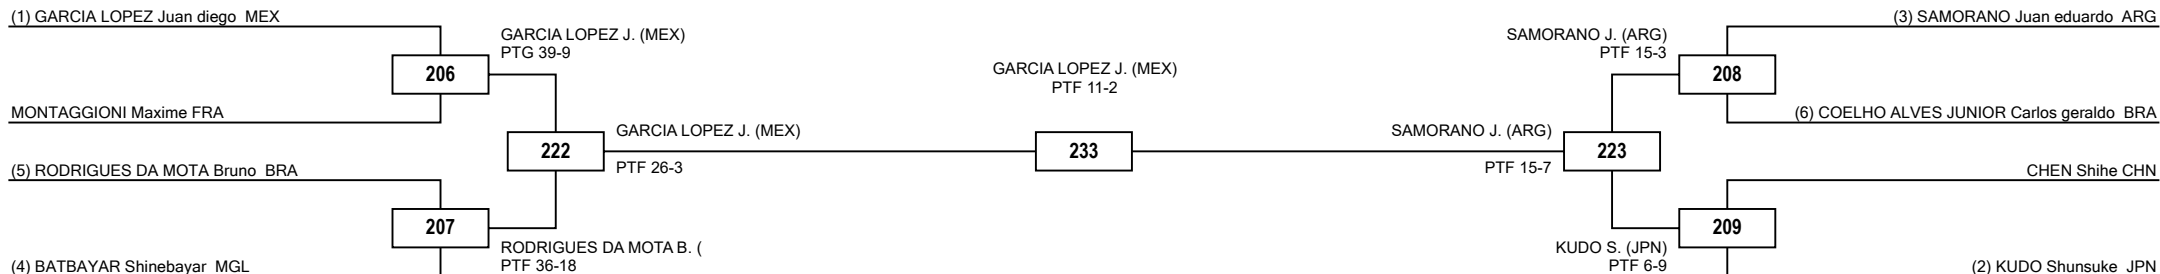 (1) GARCIA LOPEZ Juan diego MEX
GARCIA LOPEZ J. (MEX)
PTG 39-9
206
MONTAGGIONI Maxime FRA
GARCIA LOPEZ J. (MEX)
222
PTF 26-3
(5) RODRIGUES DA MOTA Bruno BRA
207
RODRIGUES DA MOTA B. (
PTF 36-18
(4) BATBAYAR Shinebayar MGL
GARCIA LOPEZ J. (MEX)
PTF 11-2
233
(3) SAMORANO Juan eduardo ARG
SAMORANO J. (ARG)
PTF 15-3
208
(6) COELHO ALVES JUNIOR Carlos geraldo BRA
SAMORANO J. (ARG)
223
PTF 15-7
CHEN Shihe CHN
209
KUDO S. (JPN)
PTF 6-9
(2) KUDO Shunsuke JPN